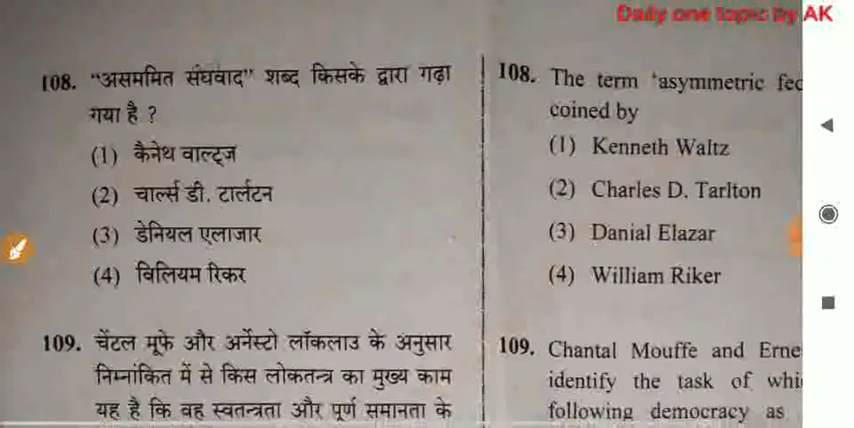 Daily one topic by AK
108. “असममित संघवाद” शब्द किसके द्वारा गढ़ा
गया है ?
(1) कैनेथ वाल्ट्ज
(2) चार्ल्स डी. टार्लटन
(3) डेनियल एलाजार
(4) विलियम रिकर
109. चेंटल मूफे और अर्नेस्टो लॉकलाउ के अनुसार
निम्नांकित में से किस लोकतन्त्र का मुख्य काम
यह है कि वह स्वतन्त्रता और पूर्ण समानता के
108. The term ‘asymmetric fed
coined by
(1) Kenneth Waltz
(2) Charles D. Tarlton
(3) Danial Elazar
(4) William Riker
109. Chantal Mouffe and Erne
identify the task of whi
following democracy as